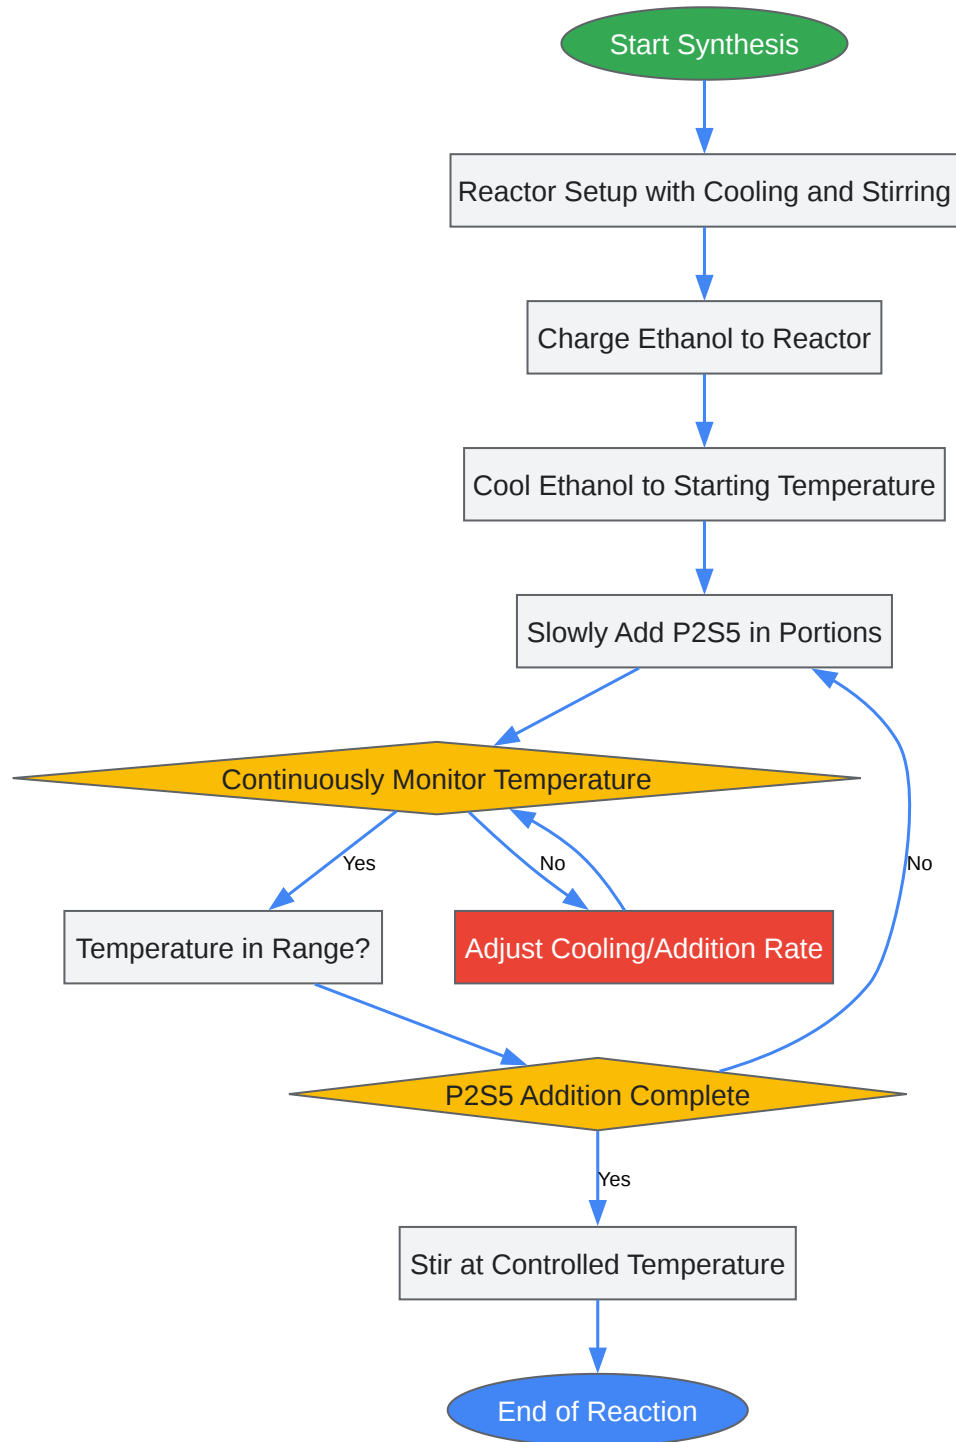 Start Synthesis
Reactor Setup with Cooling and Stirring
Charge Ethanol to Reactor
Cool Ethanol to Starting Temperature
Slowly Add P2S5 in Portions
Continuously Monitor Temperature
Yes
No
No
Temperature in Range?
Adjust Cooling/Addition Rate
P2S5 Addition Complete
Yes
Stir at Controlled Temperature
End of Reaction